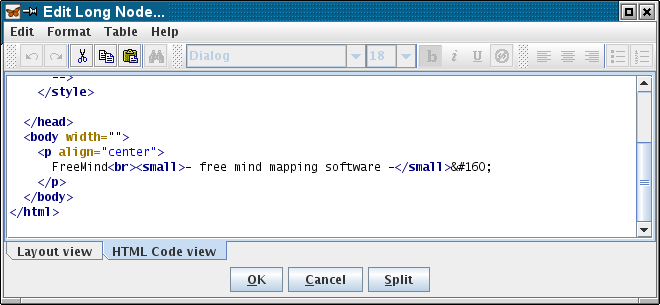 Edit Long Node...
Edit Format Table Help
Dialog 18 b i U
-->
</style>
</head>
<body width="">
<p align="center">
FreeMind<br><small>- free mind mapping software -</small>&#160;
</p>
</body>
</html>
Layout view HTML Code view
OK Cancel Split